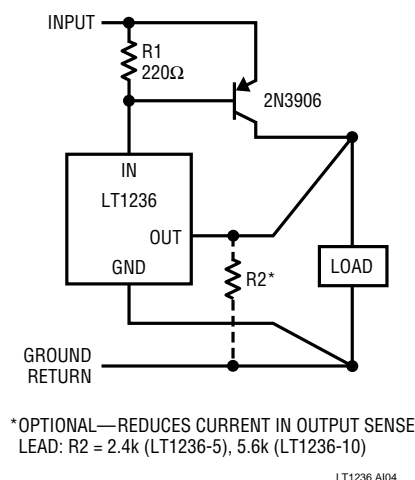 INPUT
R1
220Ω
2N3906
IN
LT1236
OUT
GND
R2*
LOAD
GROUND
RETURN
*OPTIONAL—REDUCES CURRENT IN OUTPUT SENSE
LEAD: R2 = 2.4k (LT1236-5), 5.6k (LT1236-10)
LT1236 AI04